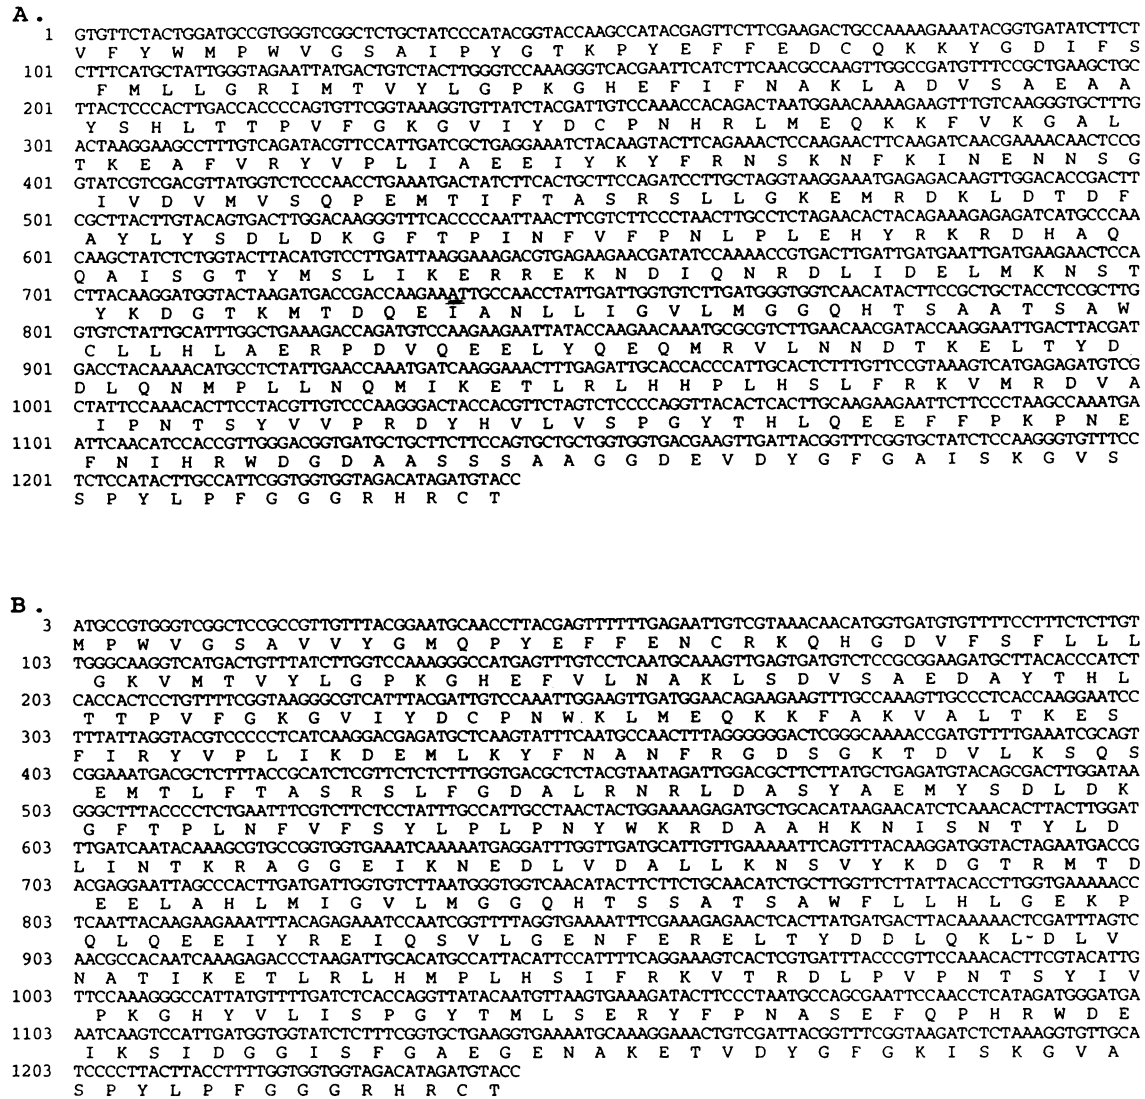 A.
1 GTGTTCTACTGGATGCCGTGGGTCGGCTCTGCTATCCCATACGGTACCAAGCCATACGAGTTCTTCGAAGACTGCCAAAAGAAATACGGTGATATCTTCT
V F Y W M P W V G S A I P Y G T K P Y E F F E D C Q K K Y G D I F S
101 CTTTCATGCTATTGGGTAGAATTATGACTGTCTACTTGGGTCCAAAGGGTCACGAATTCATCTTCAACGCCAAGTTGGCCGATGTTTCCGCTGAAGCTGC
F M L L G R I M T V Y L G P K G H E F I F N A K L A D V S A E A A
201 TTACTCCCACTTGACCACCCCAGTGTTCGGTAAAGGTGTTATCTACGATTGTCCAAACCACAGACTAATGGAACAAAAGAAGTTTGTCAAGGGTGCTTTG
Y S H L T T P V F G K G V I Y D C P N H R L M E Q K K F V K G A L
301 ACTAAGGAAGCCTTTGTCAGATACGTTCCATTGATCGCTGAGGAAATCTACAAGTACTTCAGAAACTCCAAGAACTTCAAGATCAACGAAAACAACTCCG
T K E A F V R Y V P L I A E E I Y K Y F R N S K N F K I N E N N S G
401 GTATCGTCGACGTTATGGTCTCCCAACCTGAAATGACTATCTTCACTGCTTCCAGATCCTTGCTAGGTAAGGAAATGAGAGACAAGTTGGACACCGACTT
I V D V M V S Q P E M T I F T A S R S L L G K E M R D K L D T D F
501 CGCTTACTTGTACAGTGACTTGGACAAGGGTTTCACCCCAATTAACTTCGTCTTCCCTAACTTGCCTCTAGAACACTACAGAAAGAGAGATCATGCCCAA
A Y L Y S D L D K G F T P I N F V F P N L P L E H Y R K R D H A Q
601 CAAGCTATCTCTGGTACTTACATGTCCTTGATTAAGGAAAGACGTGAGAAGAACGATATCCAAAACCGTGACTTGATTGATGAATTGATGAAGAACTCCA
Q A I S G T Y M S L I K E R R E K N D I Q N R D L I D E L M K N S T
701 CTTACAAGGATGGTACTAAGATGACCGACCAAGAAATTGCCAACCTATTGATTGGTGTCTTGATGGGTGGTCAACATACTTCCGCTGCTACCTCCGCTTG
Y K D G T K M T D Q E I A N L L I G V L M G G Q H T S A A T S A W
801 GTGTCTATTGCATTTGGCTGAAAGACCAGATGTCCAAGAAGAATTATACCAAGAACAAATGCGCGTCTTGAACAACGATACCAAGGAATTGACTTACGAT
C L L H L A E R P D V Q E E L Y Q E Q M R V L N N D T K E L T Y D
901 GACCTACAAAACATGCCTCTATTGAACCAAATGATCAAGGAAACTTTGAGATTGCACCACCCATTGCACTCTTTGTTCCGTAAAGTCATGAGAGATGTCG
D L Q N M P L L N Q M I K E T L R L H H P L H S L F R K V M R D V A
1001 CTATTCCAAACACTTCCTACGTTGTCCCAAGGGACTACCACGTTCTAGTCTCCCCAGGTTACACTCACTTGCAAGAAGAATTCTTCCCTAAGCCAAATGA
I P N T S Y V V P R D Y H V L V S P G Y T H L Q E E F F P K P N E
1101 ATTCAACATCCACCGTTGGGACGGTGATGCTGCTTCTTCCAGTGCTGCTGGTGGTGACGAAGTTGATTACGGTTTCGGTGCTATCTCCAAGGGTGTTTCC
F N I H R W D G D A A S S S A A G G D E V D Y G F G A I S K G V S
1201 TCTCCATACTTGCCATTCGGTGGTGGTAGACATAGATGTACC
S P Y L P F G G G R H R C T
B.
3 ATGCCGTGGGTCGGCTCCGCCGTTGTTTACGGAATGCAACCTTACGAGTTTTTTGAGAATTGTCGTAAACAACATGGTGATGTGTTTTCCTTTCTCTTGT
M P W V G S A V V Y G M Q P Y E F F E N C R K Q H G D V F S F L L L
103 TGGGCAAGGTCATGACTGTTTATCTTGGTCCAAAGGGCCATGAGTTTGTCCTCAATGCAAAGTTGAGTGATGTCTCCGCGGAAGATGCTTACACCCATCT
G K V M T V Y L G P K G H E F V L N A K L S D V S A E D A Y T H L
203 CACCACTCCTGTTTTCGGTAAGGGCGTCATTTACGATTGTCCAAATTGGAAGTTGATGGAACAGAAGAAGTTTGCCAAAGTTGCCCTCACCAAGGAATCC
T T P V F G K G V I Y D C P N W K L M E Q K K F A K V A L T K E S
303 TTTATTAGGTACGTCCCCCTCATCAAGGACGAGATGCTCAAGTATTTCAATGCCAACTTTAGGGGGGACTCGGGCAAAACCGATGTTTTGAAATCGCAGT
F I R Y V P L I K D E M L K Y F N A N F R G D S G K T D V L K S Q S
403 CGGAAATGACGCTCTTTACCGCATCTCGTTCTCTCTTTGGTGACGCTCTACGTAATAGATTGGACGCTTCTTATGCTGAGATGTACAGCGACTTGGATAA
E M T L F T A S R S L F G D A L R N R L D A S Y A E M Y S D L D K
503 GGGCTTTACCCCTCTGAATTTCGTCTTCTCCTATTTGCCATTGCCTAACTACTGGAAAAGAGATGCTGCACATAAGAACATCTCAAACACTTACTTGGAT
G F T P L N F V F S Y L P L P N Y W K R D A A H K N I S N T Y L D
603 TTGATCAATACAAAGCGTGCCGGTGGTGAAATCAAAAATGAGGATTTGGTTGATGCATTGTTGAAAAATTCAGTTTACAAGGATGGTACTAGAATGACCG
L I N T K R A G G E I K N E D L V D A L L K N S V Y K D G T R M T D
703 ACGAGGAATTAGCCCACTTGATGATTGGTGTCTTAATGGGTGGTCAACATACTTCTTCTGCAACATCTGCTTGGTTCTTATTACACCTTGGTGAAAAACC
E E L A H L M I G V L M G G Q H T S S A T S A W F L L H L G E K P
803 TCAATTACAAGAAGAAATTTACAGAGAAATCCAATCGGTTTTAGGTGAAAATTTCGAAAGAGAACTCACTTATGATGACTTACAAAAACTCGATTTAGTC
Q L Q E E I Y R E I Q S V L G E N F E R E L T Y D D L Q K L D L V
903 AACGCCACAATCAAAGAGACCCTAAGATTGCACATGCCATTACATTCCATTTTCAGGAAAGTCACTCGTGATTTACCCGTTCCAAACACTTCGTACATTG
N A T I K E T L R L H M P L H S I F R K V T R D L P V P N T S Y I V
1003 TTCCAAAGGGCCATTATGTTTTGATCTCACCAGGTTATACAATGTTAAGTGAAAGATACTTCCCTAATGCCAGCGAATTCCAACCTCATAGATGGGATGA
P K G H Y V L I S P G Y T M L S E R Y F P N A S E F Q P H R W D E
1103 AATCAAGTCCATTGATGGTGGTATCTCTTTCGGTGCTGAAGGTGAAAATGCAAAGGAAACTGTCGATTACGGTTTCGGTAAGATCTCTAAAGGTGTTGCA
I K S I D G G I S F G A E G E N A K E T V D Y G F G K I S K G V A
1203 TCCCCTTACTTACCTTTTGGTGGTGGTAGACATAGATGTACC
S P Y L P F G G G R H R C T